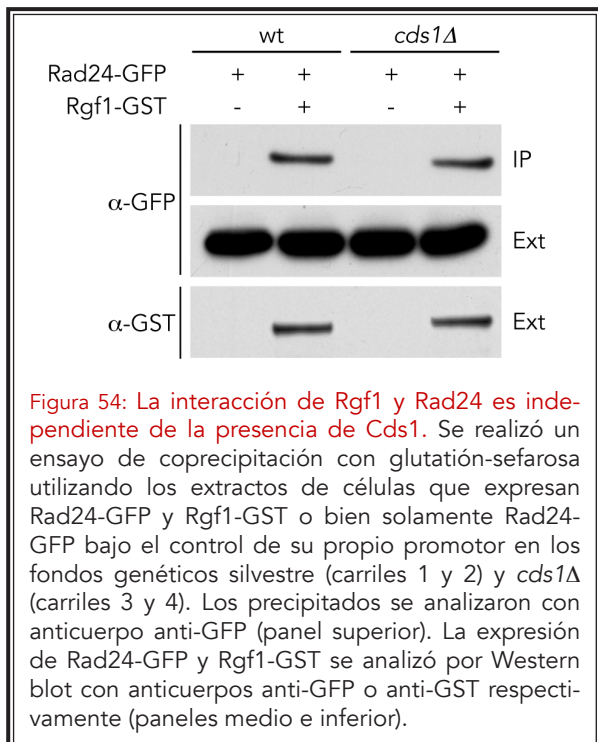 wt cds1Δ
Rad24-GFP + + + +
Rgf1-GST - + - +
α-GFP IP
Ext
α-GST Ext
Figura 54: La interacción de Rgf1 y Rad24 es inde-
pendiente de la presencia de Cds1. Se realizó un
ensayo de coprecipitación con glutatión-sefarosa
utilizando los extractos de células que expresan
Rad24-GFP y Rgf1-GST o bien solamente Rad24-
GFP bajo el control de su propio promotor en los
fondos genéticos silvestre (carriles 1 y 2) y cds1Δ
(carriles 3 y 4). Los precipitados se analizaron con
anticuerpo anti-GFP (panel superior). La expresión
de Rad24-GFP y Rgf1-GST se analizó por Western
blot con anticuerpos anti-GFP o anti-GST respecti-
vamente (paneles medio e inferior).